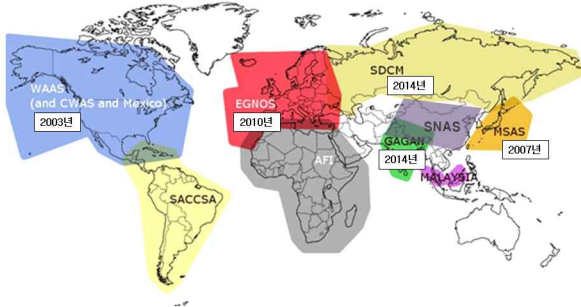 WAAS
(and CWAS and Mexico)
2003년
EGNOS
2010년
SDCM
2014년
SNAS
MSAS
2007년
GAGAN
2014년
AFI
MALAYSIA
SACCSA